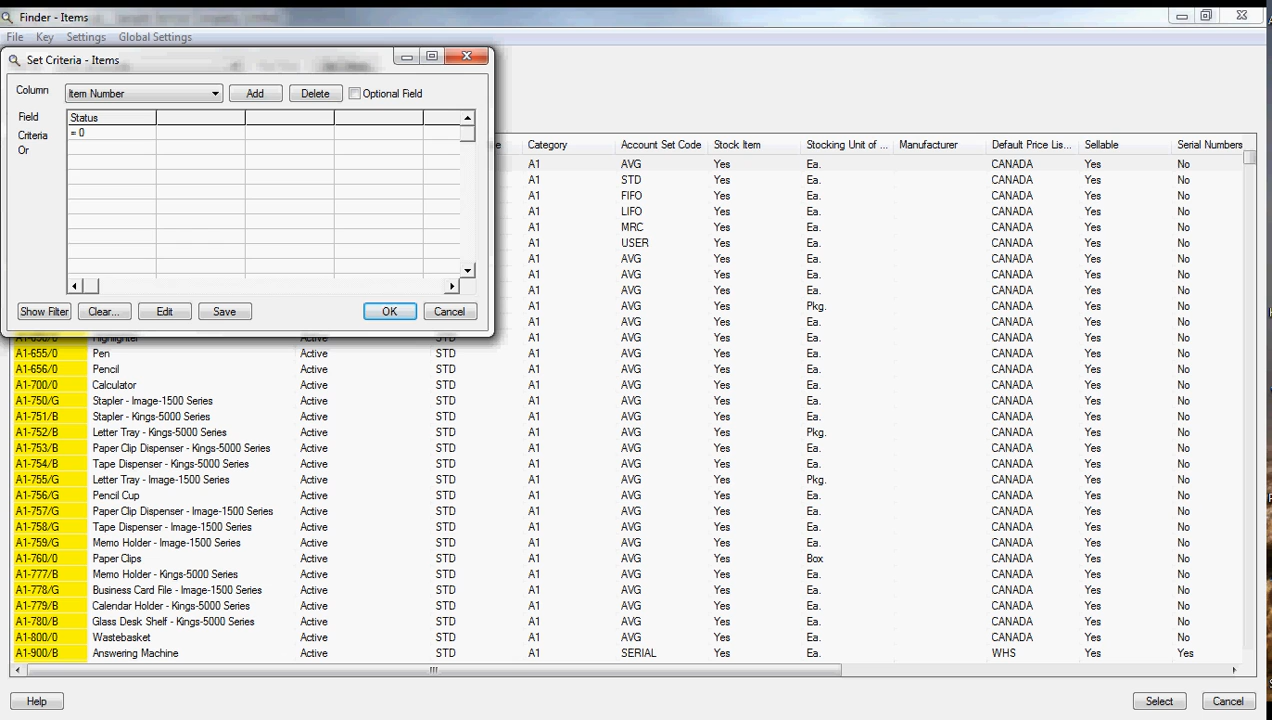 Finder - Items
File Key Settings Global Settings
Set Criteria - Items
Column Item Number Add Delete Optional Field
Field Status
Criteria = 0
Or
Show Filter Clear... Edit Save OK Cancel
Category Account Set Code Stock Item Stocking Unit of ... Manufacturer Default Price Lis... Sellable Serial Numbers
A1 AVG Yes Ea. CANADA Yes No
A1 STD Yes Ea. CANADA Yes No
A1 FIFO Yes Ea. CANADA Yes No
A1 LIFO Yes Ea. CANADA Yes No
A1 MRC Yes Ea. CANADA Yes No
A1 USER Yes Ea. CANADA Yes No
A1 AVG Yes Ea. CANADA Yes No
A1 AVG Yes Ea. CANADA Yes No
A1 AVG Yes Ea. CANADA Yes No
A1 AVG Yes Pkg. CANADA Yes No
A1 AVG Yes Ea. CANADA Yes No
Highlighter Active STD A1 AVG Yes Ea. CANADA Yes No
A1-655/0 Pen Active STD A1 AVG Yes Ea. CANADA Yes No
A1-656/0 Pencil Active STD A1 AVG Yes Ea. CANADA Yes No
A1-700/0 Calculator Active STD A1 AVG Yes Ea. CANADA Yes No
A1-750/G Stapler - Image-1500 Series Active STD A1 AVG Yes Ea. CANADA Yes No
A1-751/B Stapler - Kings-5000 Series Active STD A1 AVG Yes Ea. CANADA Yes No
A1-752/B Letter Tray - Kings-5000 Series Active STD A1 AVG Yes Pkg. CANADA Yes No
A1-753/B Paper Clip Dispenser - Kings-5000 Series Active STD A1 AVG Yes Ea. CANADA Yes No
A1-754/B Tape Dispenser - Kings-5000 Series Active STD A1 AVG Yes Ea. CANADA Yes No
A1-755/G Letter Tray - Image-1500 Series Active STD A1 AVG Yes Pkg. CANADA Yes No
A1-756/G Pencil Cup Active STD A1 AVG Yes Ea. CANADA Yes No
A1-757/G Paper Clip Dispenser - Image-1500 Series Active STD A1 AVG Yes Ea. CANADA Yes No
A1-758/G Tape Dispenser - Image-1500 Series Active STD A1 AVG Yes Ea. CANADA Yes No
A1-759/G Memo Holder - Image-1500 Series Active STD A1 AVG Yes Ea. CANADA Yes No
A1-760/0 Paper Clips Active STD A1 AVG Yes Box CANADA Yes No
A1-777/B Memo Holder - Kings-5000 Series Active STD A1 AVG Yes Ea. CANADA Yes No
A1-778/G Business Card File - Image-1500 Series Active STD A1 AVG Yes Ea. CANADA Yes No
A1-779/B Calendar Holder - Kings-5000 Series Active STD A1 AVG Yes Ea. CANADA Yes No
A1-780/B Glass Desk Shelf - Kings-5000 Series Active STD A1 AVG Yes Ea. CANADA Yes No
A1-800/0 Wastebasket Active STD A1 AVG Yes Ea. CANADA Yes No
A1-900/B Answering Machine Active STD A1 SERIAL Yes Ea. WHS Yes Yes
Help Select Cancel